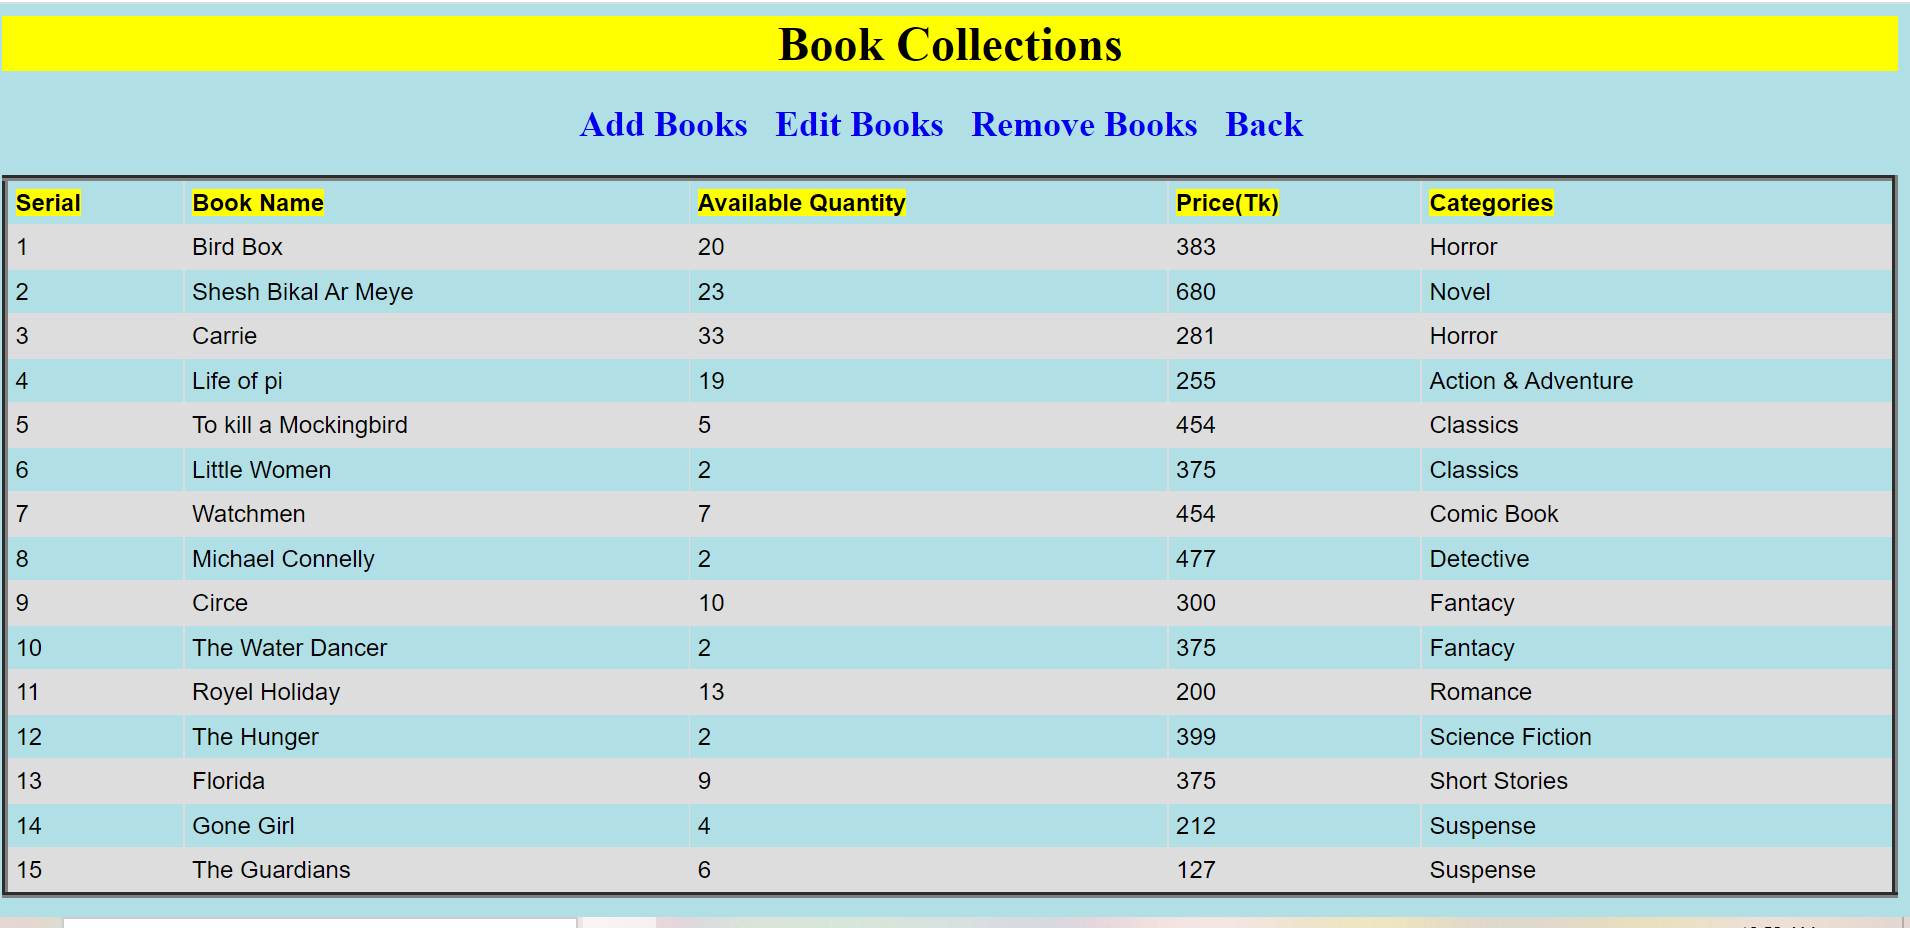 Book Collections
Add Books Edit Books Remove Books Back
Serial Book Name Available Quantity Price(Tk) Categories
1 Bird Box 20 383 Horror
2 Shesh Bikal Ar Meye 23 680 Novel
3 Carrie 33 281 Horror
4 Life of pi 19 255 Action & Adventure
5 To kill a Mockingbird 5 454 Classics
6 Little Women 2 375 Classics
7 Watchmen 7 454 Comic Book
8 Michael Connelly 2 477 Detective
9 Circe 10 300 Fantacy
10 The Water Dancer 2 375 Fantacy
11 Royel Holiday 13 200 Romance
12 The Hunger 2 399 Science Fiction
13 Florida 9 375 Short Stories
14 Gone Girl 4 212 Suspense
15 The Guardians 6 127 Suspense